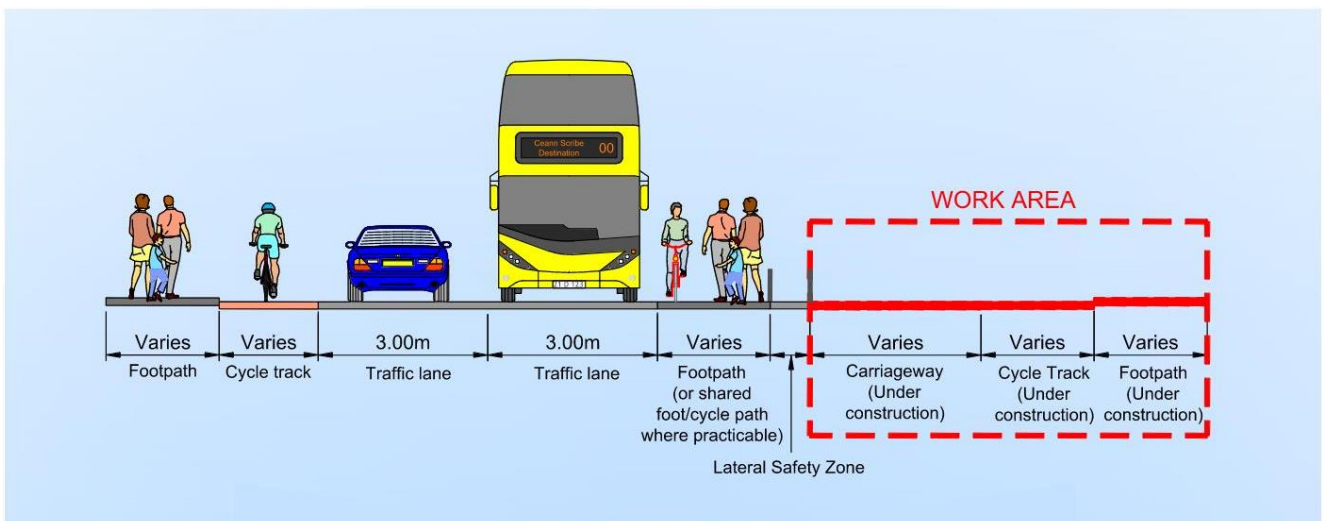 WORK AREA
Ceann Scribe
Destination
00
Varies
Footpath
Varies
Cycle track
3.00m
Traffic lane
3.00m
Traffic lane
Varies
Footpath
(or shared
foot/cycle path
where practicable)
Lateral Safety Zone
Varies
Carriageway
(Under
construction)
Varies
Cycle Track
(Under
construction)
Varies
Footpath
(Under
construction)